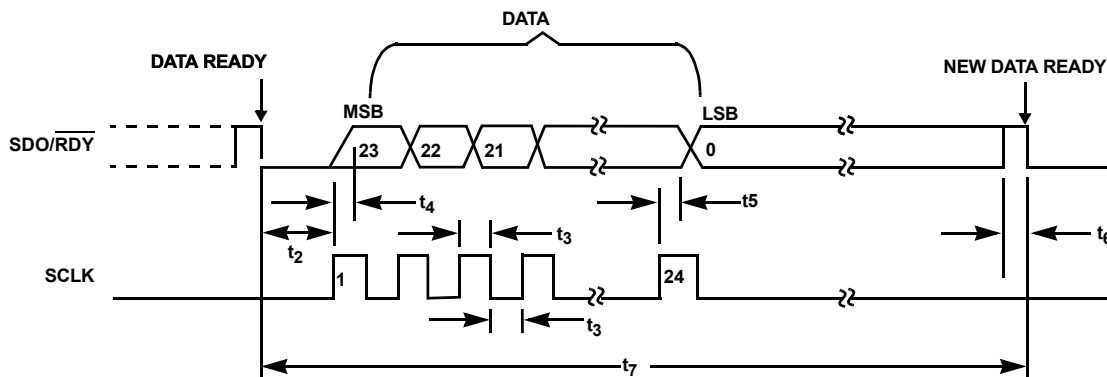 DATA
DATA READY
NEW DATA READY
MSB
LSB
SDO/RDY
23
22
21
0
t4
t5
t2
t3
t6
SCLK
1
24
t3
t7